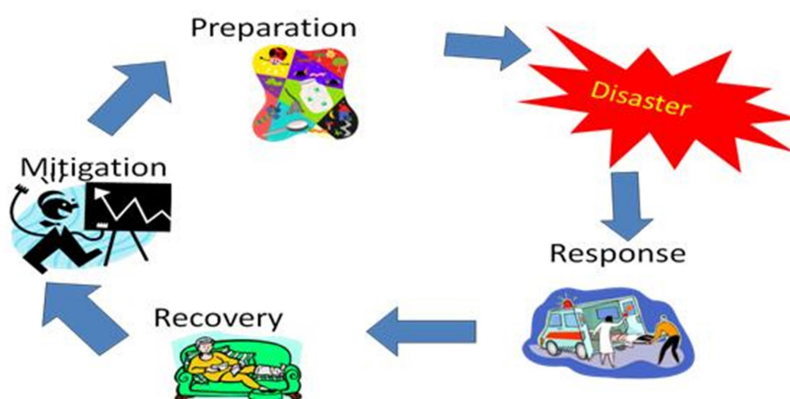 Preparation
Disaster
Mitigation
Response
Recovery